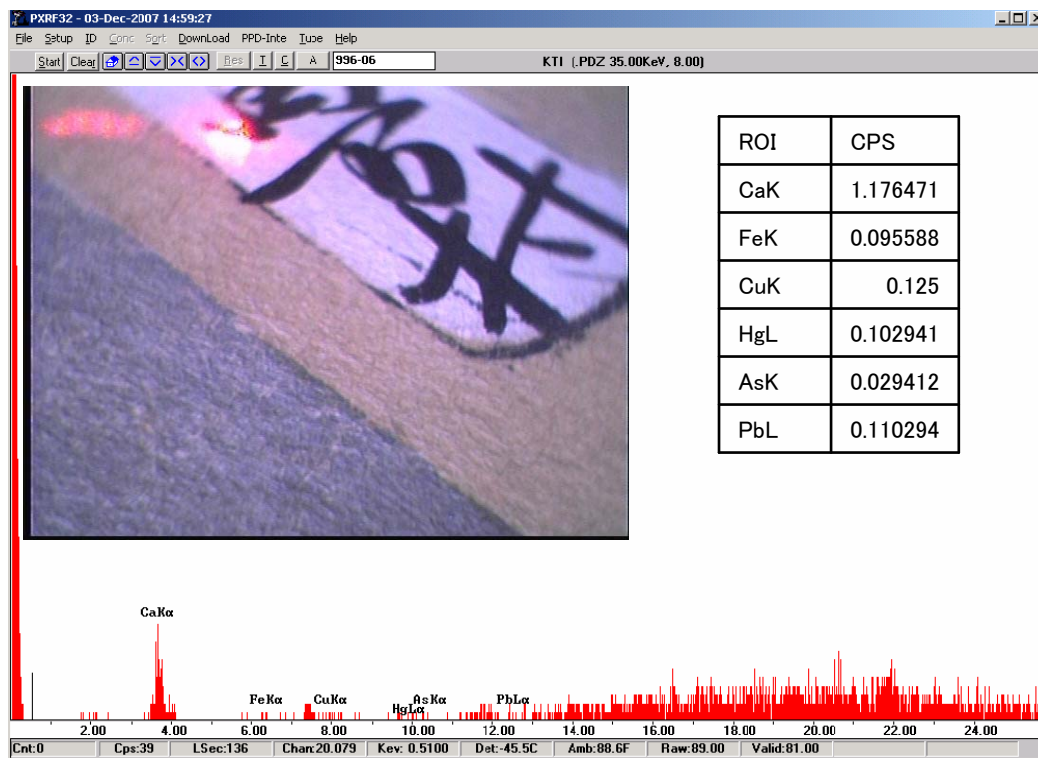 PXRF32 - 03-Dec-2007 14:59:27
File Setup ID Conc Sort DownLoad PPD-Inte Tube Help
Start Clear Res I C A 996-06 KTI (.PDZ 35.00KeV, 8.00)
ROI CPS
CaK 1.176471
FeK 0.095588
CuK 0.125
HgL 0.102941
AsK 0.029412
PbL 0.110294
CaKα
FeKα CuKα HgLα AsKα PbLα
2.00 4.00 6.00 8.00 10.00 12.00 14.00 16.00 18.00 20.00 22.00 24.00
Cnt:0 Cps:39 LSec:136 Chan:20.079 Kev: 0.5100 Det:-45.5C Amb:88.6F Raw:89.00 Valid:81.00